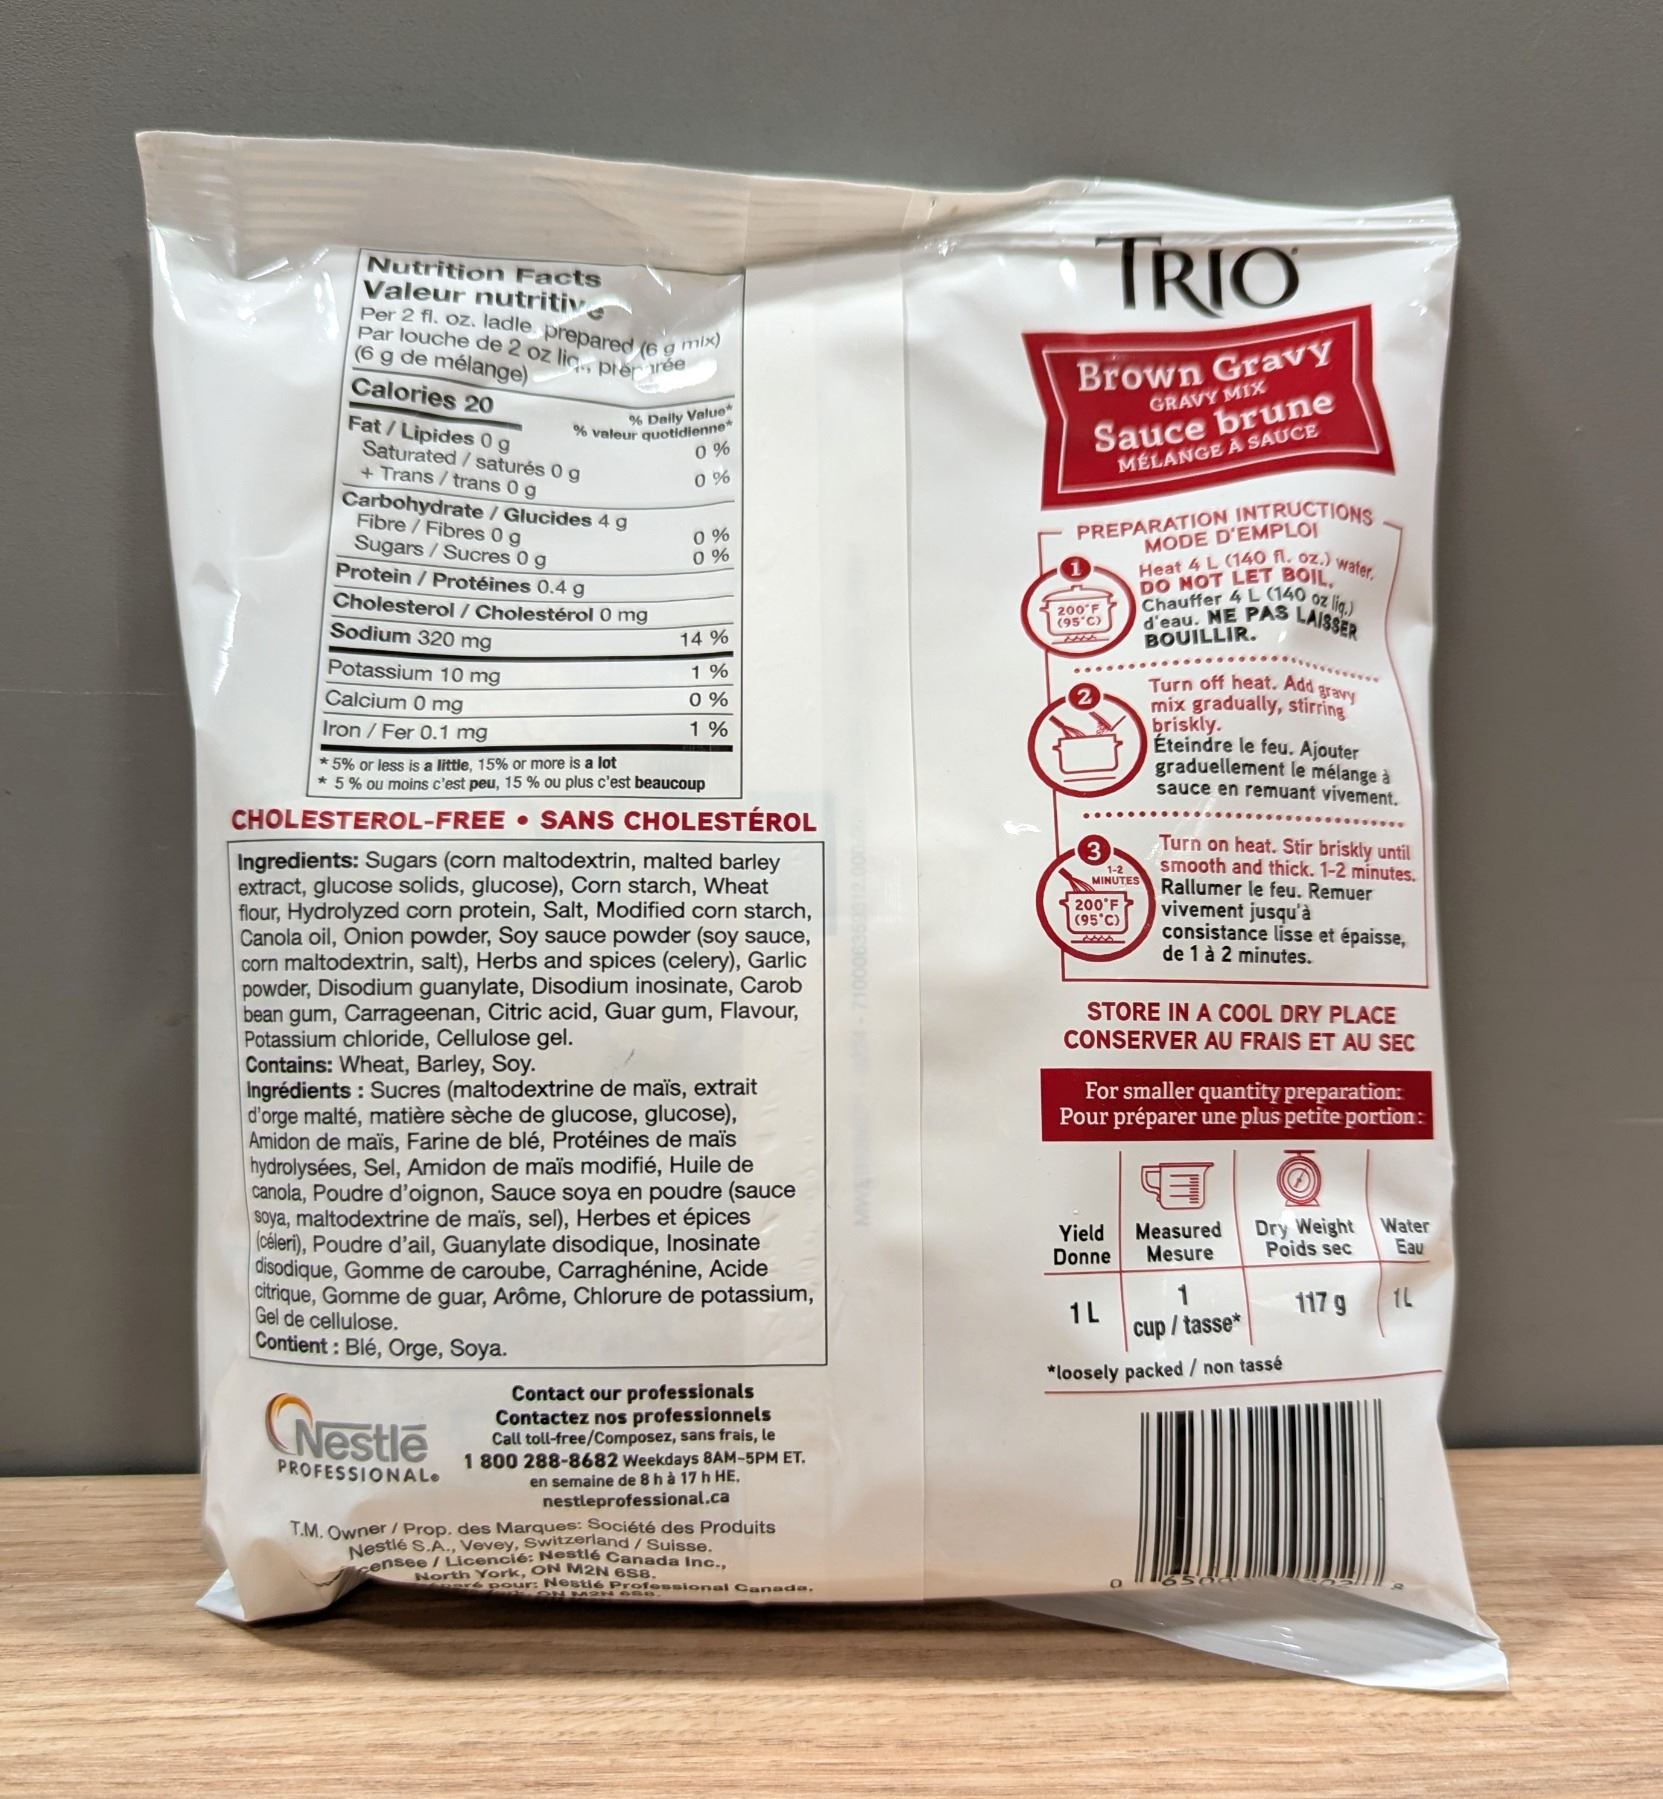 Nutrition Facts
Valeur nutritive
Per 2 fl. oz. ladle, prepared (6 g mix)
Par louche de 2 oz liq., préparée
(6 g de mélange)
Calories 20
% Daily Value*
% valeur quotidienne*
Fat / Lipides 0 g 0 %
Saturated / saturés 0 g
+ Trans / trans 0 g 0 %
Carbohydrate / Glucides 4 g
Fibre / Fibres 0 g 0 %
Sugars / Sucres 0 g 0 %
Protein / Protéines 0.4 g
Cholesterol / Cholestérol 0 mg
Sodium 320 mg 14 %
Potassium 10 mg 1 %
Calcium 0 mg 0 %
Iron / Fer 0.1 mg 1 %
* 5% or less is a little, 15% or more is a lot
* 5 % ou moins c'est peu, 15 % ou plus c'est beaucoup
CHOLESTEROL-FREE • SANS CHOLESTÉROL
Ingredients: Sugars (corn maltodextrin, malted barley
extract, glucose solids, glucose), Corn starch, Wheat
flour, Hydrolyzed corn protein, Salt, Modified corn starch,
Canola oil, Onion powder, Soy sauce powder (soy sauce,
corn maltodextrin, salt), Herbs and spices (celery), Garlic
powder, Disodium guanylate, Disodium inosinate, Carob
bean gum, Carrageenan, Citric acid, Guar gum, Flavour,
Potassium chloride, Cellulose gel.
Contains: Wheat, Barley, Soy.
Ingrédients : Sucres (maltodextrine de maïs, extrait
d'orge malté, matière sèche de glucose, glucose),
Amidon de maïs, Farine de blé, Protéines de maïs
hydrolysées, Sel, Amidon de maïs modifié, Huile de
canola, Poudre d'oignon, Sauce soya en poudre (sauce
soya, maltodextrine de maïs, sel), Herbes et épices
(céleri), Poudre d'ail, Guanylate disodique, Inosinate
disodique, Gomme de caroube, Carraghénine, Acide
citrique, Gomme de guar, Arôme, Chlorure de potassium,
Gel de cellulose.
Contient : Blé, Orge, Soya.
Nestlé
PROFESSIONAL®
Contact our professionals
Contactez nos professionnels
Call toll-free/Composez, sans frais, le
1 800 288-8682 Weekdays 8AM-5PM ET.
en semaine de 8 h à 17 h HE.
nestleprofessional.ca
T.M. Owner / Prop. des Marques: Société des Produits
Nestlé S.A., Vevey, Switzerland / Suisse.
Licencié: Nestlé Canada Inc.,
North York, ON M2N 6S8.
pour: Nestlé Professional Canada,
ON M2N 6S8.
TRIO
Brown Gravy
GRAVY MIX
Sauce brune
MÉLANGE À SAUCE
PREPARATION INTRUCTIONS
MODE D'EMPLOI
1
200°F
(95°C)
Heat 4 L (140 fl. oz.) water.
DO NOT LET BOIL.
Chauffer 4 L (140 oz liq.)
d'eau. NE PAS LAISSER
BOUILLIR.
2
Turn off heat. Add gravy
mix gradually, stirring
briskly.
Éteindre le feu. Ajouter
graduellement le mélange à
sauce en remuant vivement.
3
1-2
MINUTES
200°F
(95°C)
Turn on heat. Stir briskly until
smooth and thick. 1-2 minutes.
Rallumer le feu. Remuer
vivement jusqu'à
consistance lisse et épaisse,
de 1 à 2 minutes.
STORE IN A COOL DRY PLACE
CONSERVER AU FRAIS ET AU SEC
For smaller quantity preparation:
Pour préparer une plus petite portion :
Yield Measured Dry Weight Water
Donne Mesure Poids sec Eau
1 L 1 cup / tasse* 117 g 1L
*loosely packed / non tassé